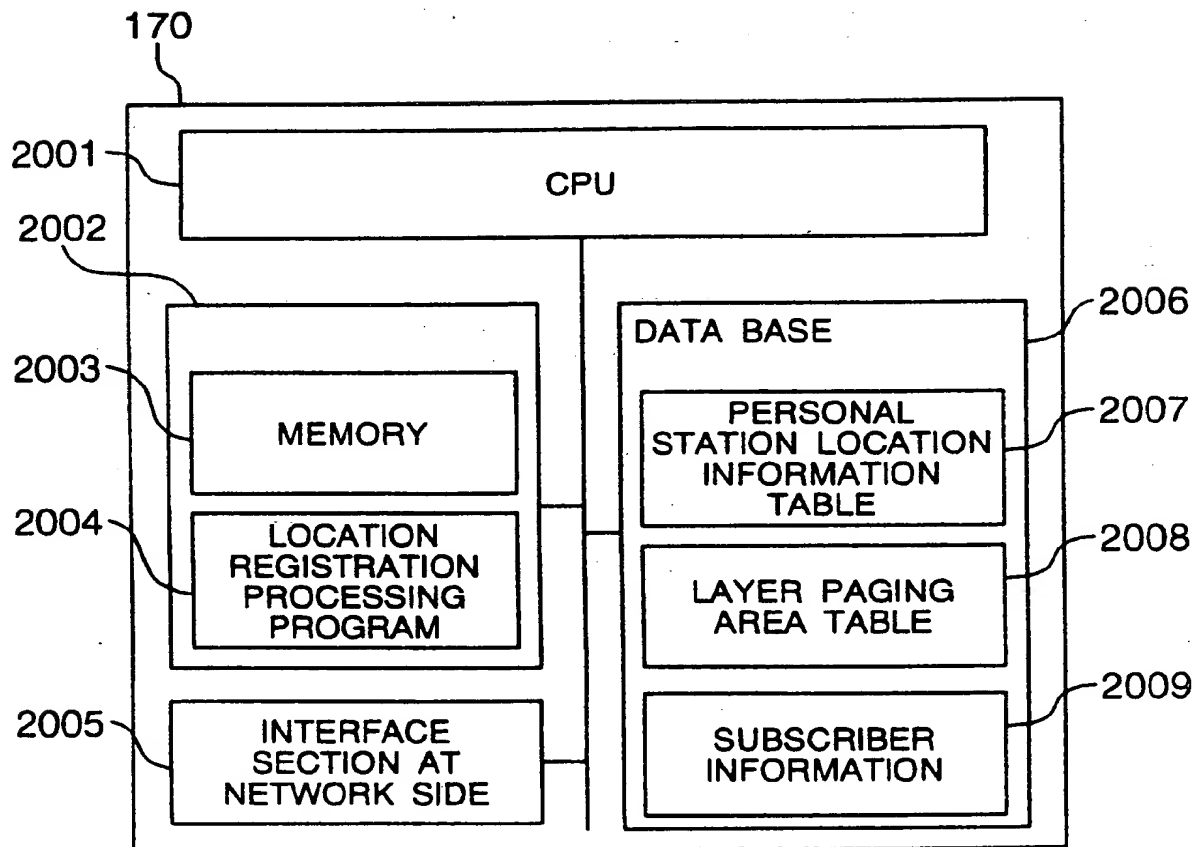 170
2001
CPU
2002
2003
MEMORY
2004
LOCATION
REGISTRATION
PROCESSING
PROGRAM
2005
INTERFACE
SECTION AT
NETWORK SIDE
DATA BASE
2006
PERSONAL
STATION LOCATION
INFORMATION
TABLE
2007
LAYER PAGING
AREA TABLE
2008
SUBSCRIBER
INFORMATION
2009